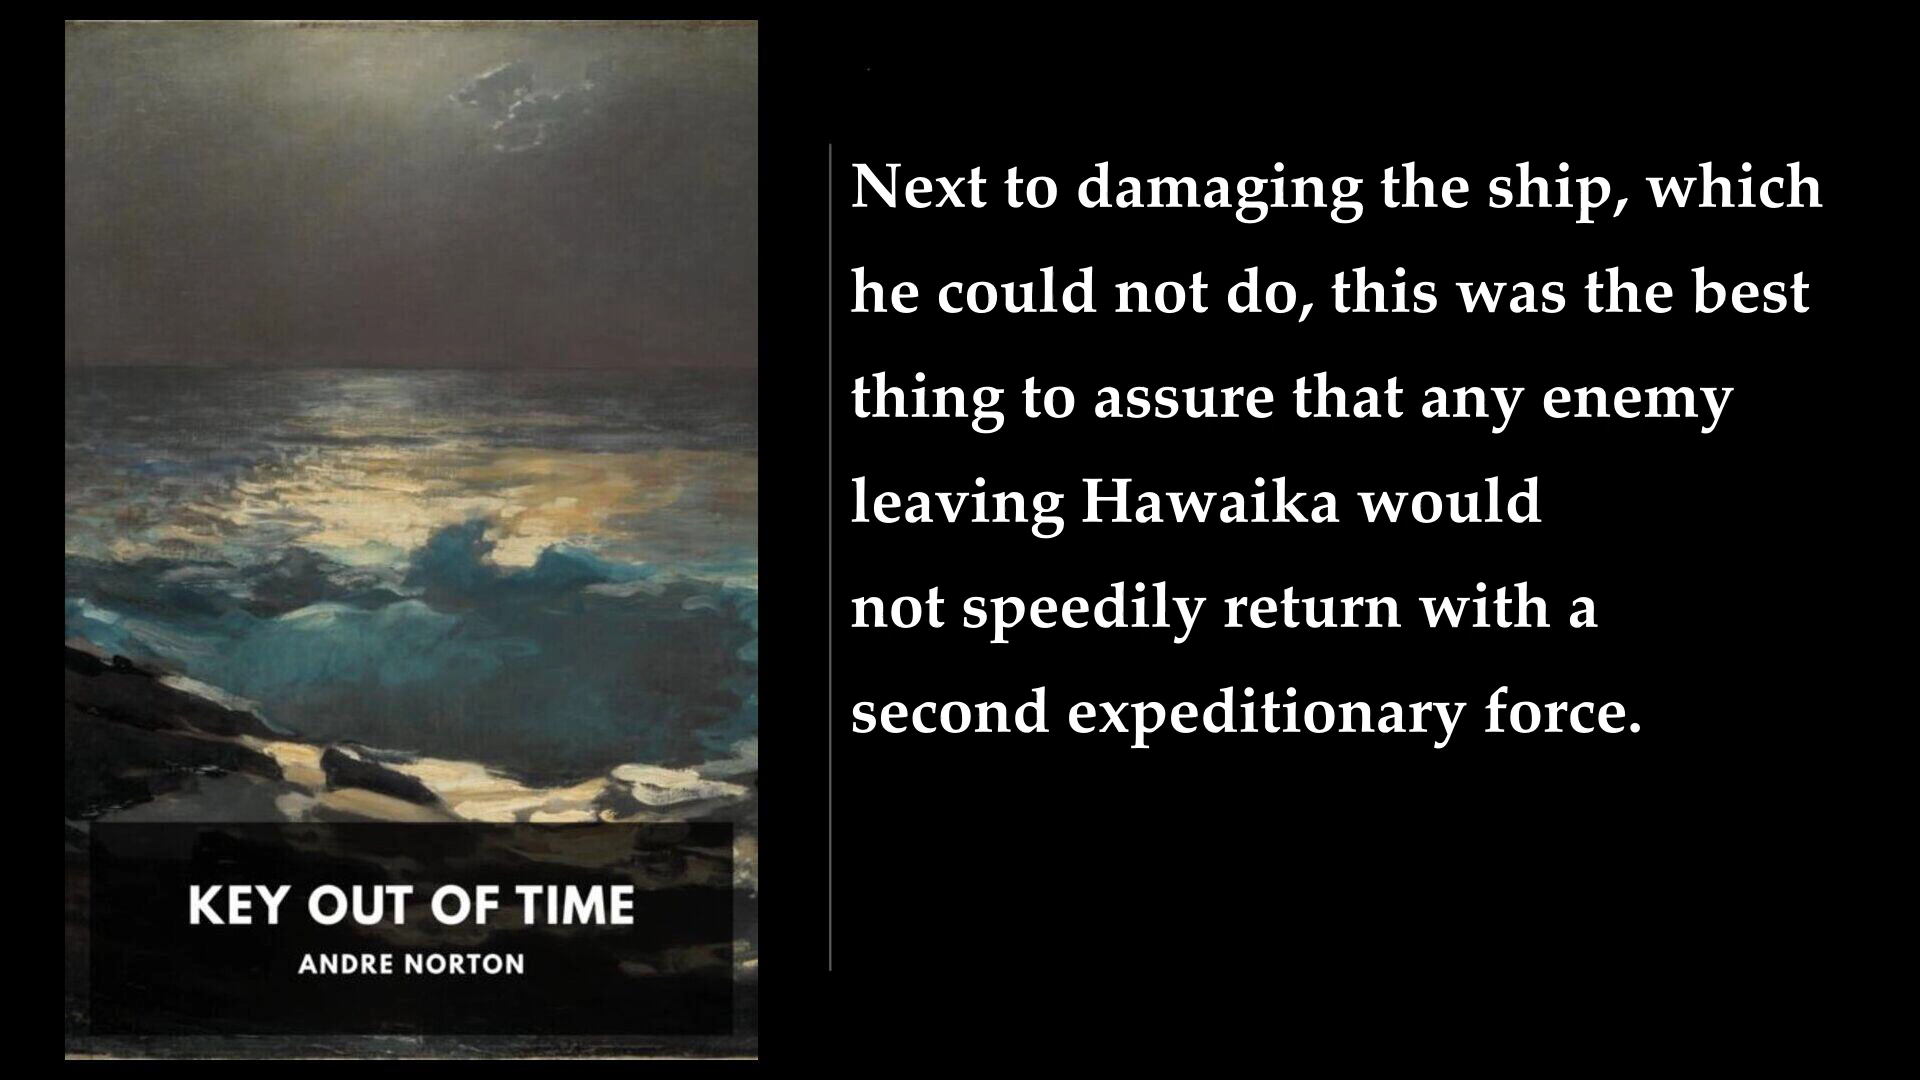 Next to damaging the ship, which
he could not do, this was the best
thing to assure that any enemy
leaving Hawaika would
not speedily return with a
second expeditionary force.
KEY OUT OF TIME
ANDRE NORTON